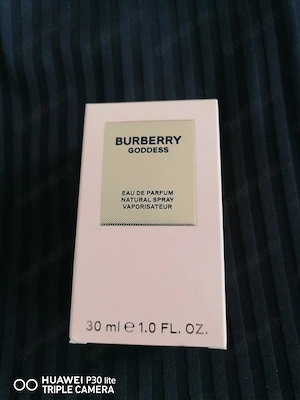 BURBERRY
GODDESS
EAU DE PARFUM
NATURAL SPRAY
VAPORISATEUR
30 ml ℮ 1.0 FL. OZ.
HUAWEI P30 lite
TRIPLE CAMERA